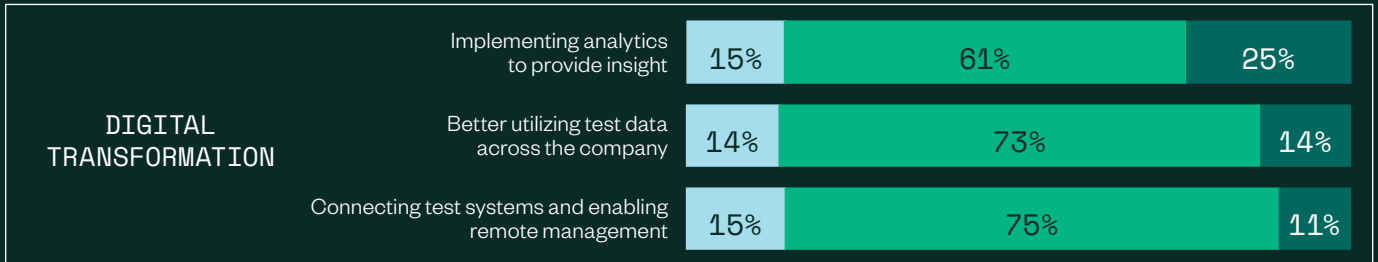 DIGITAL
TRANSFORMATION
Implementing analytics
to provide insight
15%
61%
25%
Better utilizing test data
across the company
14%
73%
14%
Connecting test systems and enabling
remote management
15%
75%
11%